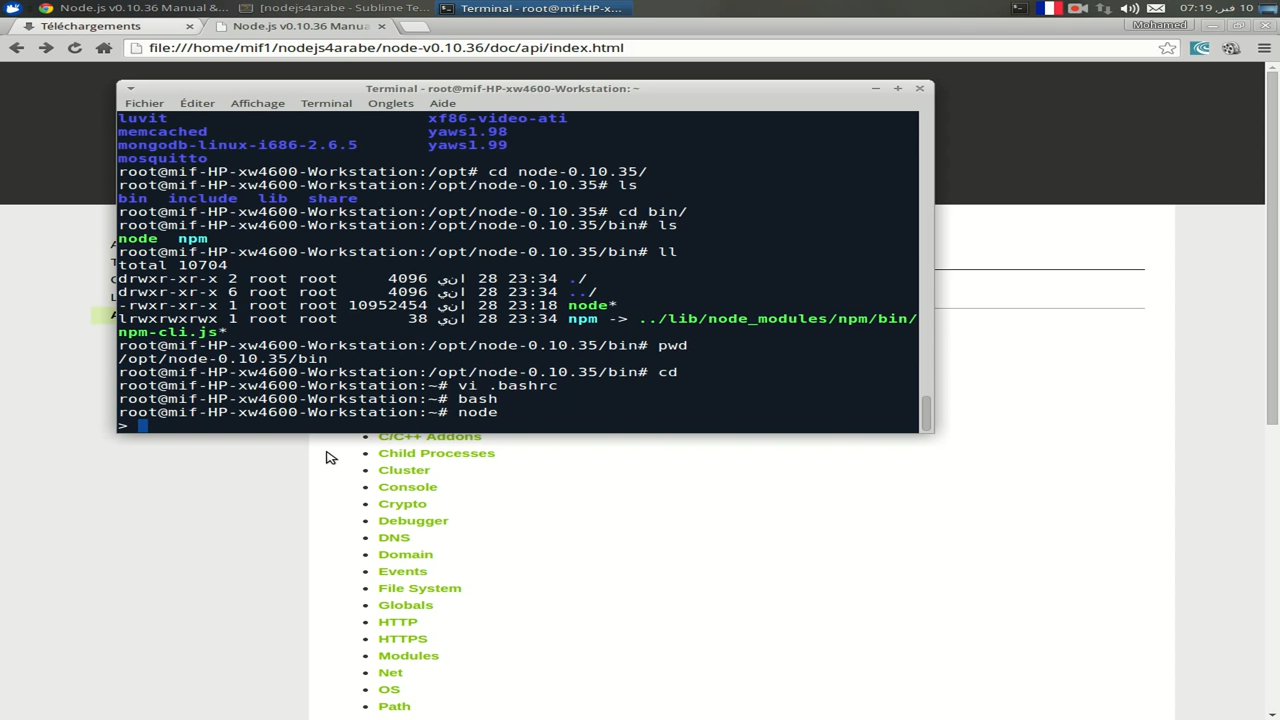 Node.js v0.10.36 Manual &...
[nodejs4arabe] - Sublime Te...
Terminal - root@mif-HP-x...
10 فبر, 07:19
Téléchargements
Node.js v0.10.36 Manua
Mohamed
file:///home/mif1/nodejs4arabe/node-v0.10.36/doc/api/index.html
Terminal - root@mif-HP-xw4600-Workstation: ~
Fichier Éditer Affichage Terminal Onglets Aide
luvit xf86-video-ati
memcached yaws1.98
mongodb-linux-i686-2.6.5 yaws1.99
mosquitto
root@mif-HP-xw4600-Workstation:/opt# cd node-0.10.35/
root@mif-HP-xw4600-Workstation:/opt/node-0.10.35# ls
bin include lib share
root@mif-HP-xw4600-Workstation:/opt/node-0.10.35# cd bin/
root@mif-HP-xw4600-Workstation:/opt/node-0.10.35/bin# ls
node npm
root@mif-HP-xw4600-Workstation:/opt/node-0.10.35/bin# ll
total 10704
drwxr-xr-x 2 root root 4096 يناير 28 23:34 ./
drwxr-xr-x 6 root root 4096 يناير 28 23:34 ../
-rwxr-xr-x 1 root root 10952454 يناير 28 23:18 node*
lrwxrwxrwx 1 root root 38 يناير 28 23:34 npm -> ../lib/node_modules/npm/bin/
npm-cli.js*
root@mif-HP-xw4600-Workstation:/opt/node-0.10.35/bin# pwd
/opt/node-0.10.35/bin
root@mif-HP-xw4600-Workstation:/opt/node-0.10.35/bin# cd
root@mif-HP-xw4600-Workstation:~# vi .bashrc
root@mif-HP-xw4600-Workstation:~# bash
root@mif-HP-xw4600-Workstation:~# node
>
C/C++ Addons
Child Processes
Cluster
Console
Crypto
Debugger
DNS
Domain
Events
File System
Globals
HTTP
HTTPS
Modules
Net
OS
Path